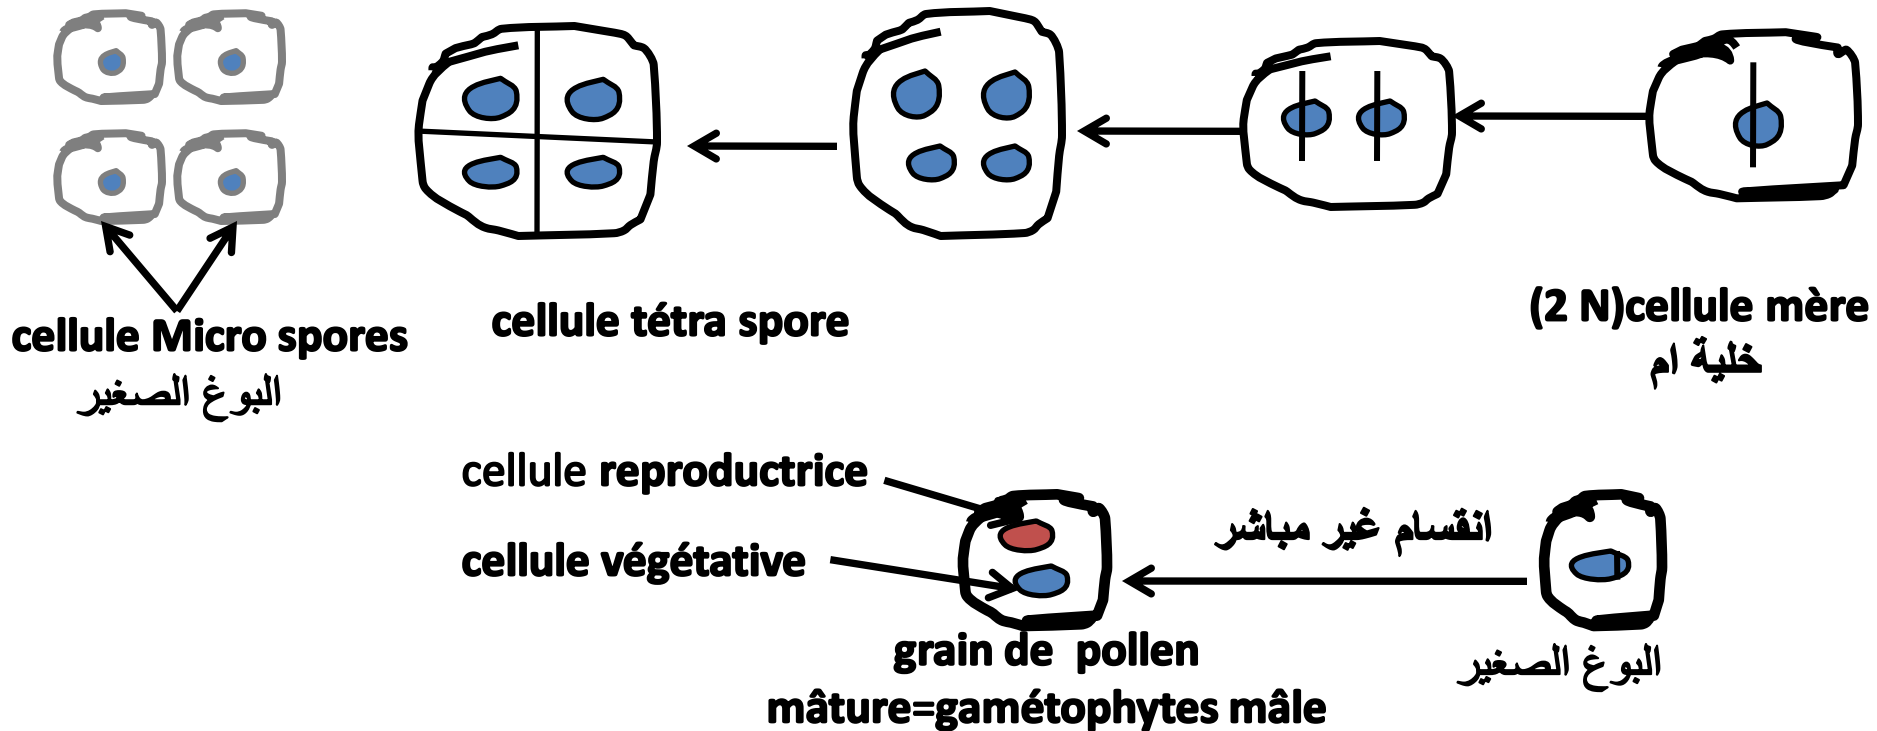 (2 N)cellule mère
خلية ام
cellule tétra spore
cellule Micro spores
البوغ الصغير
cellule reproductrice
cellule végétative
انقسام غير مباشر
grain de pollen
mâture=gamétophytes mâle
البوغ الصغير